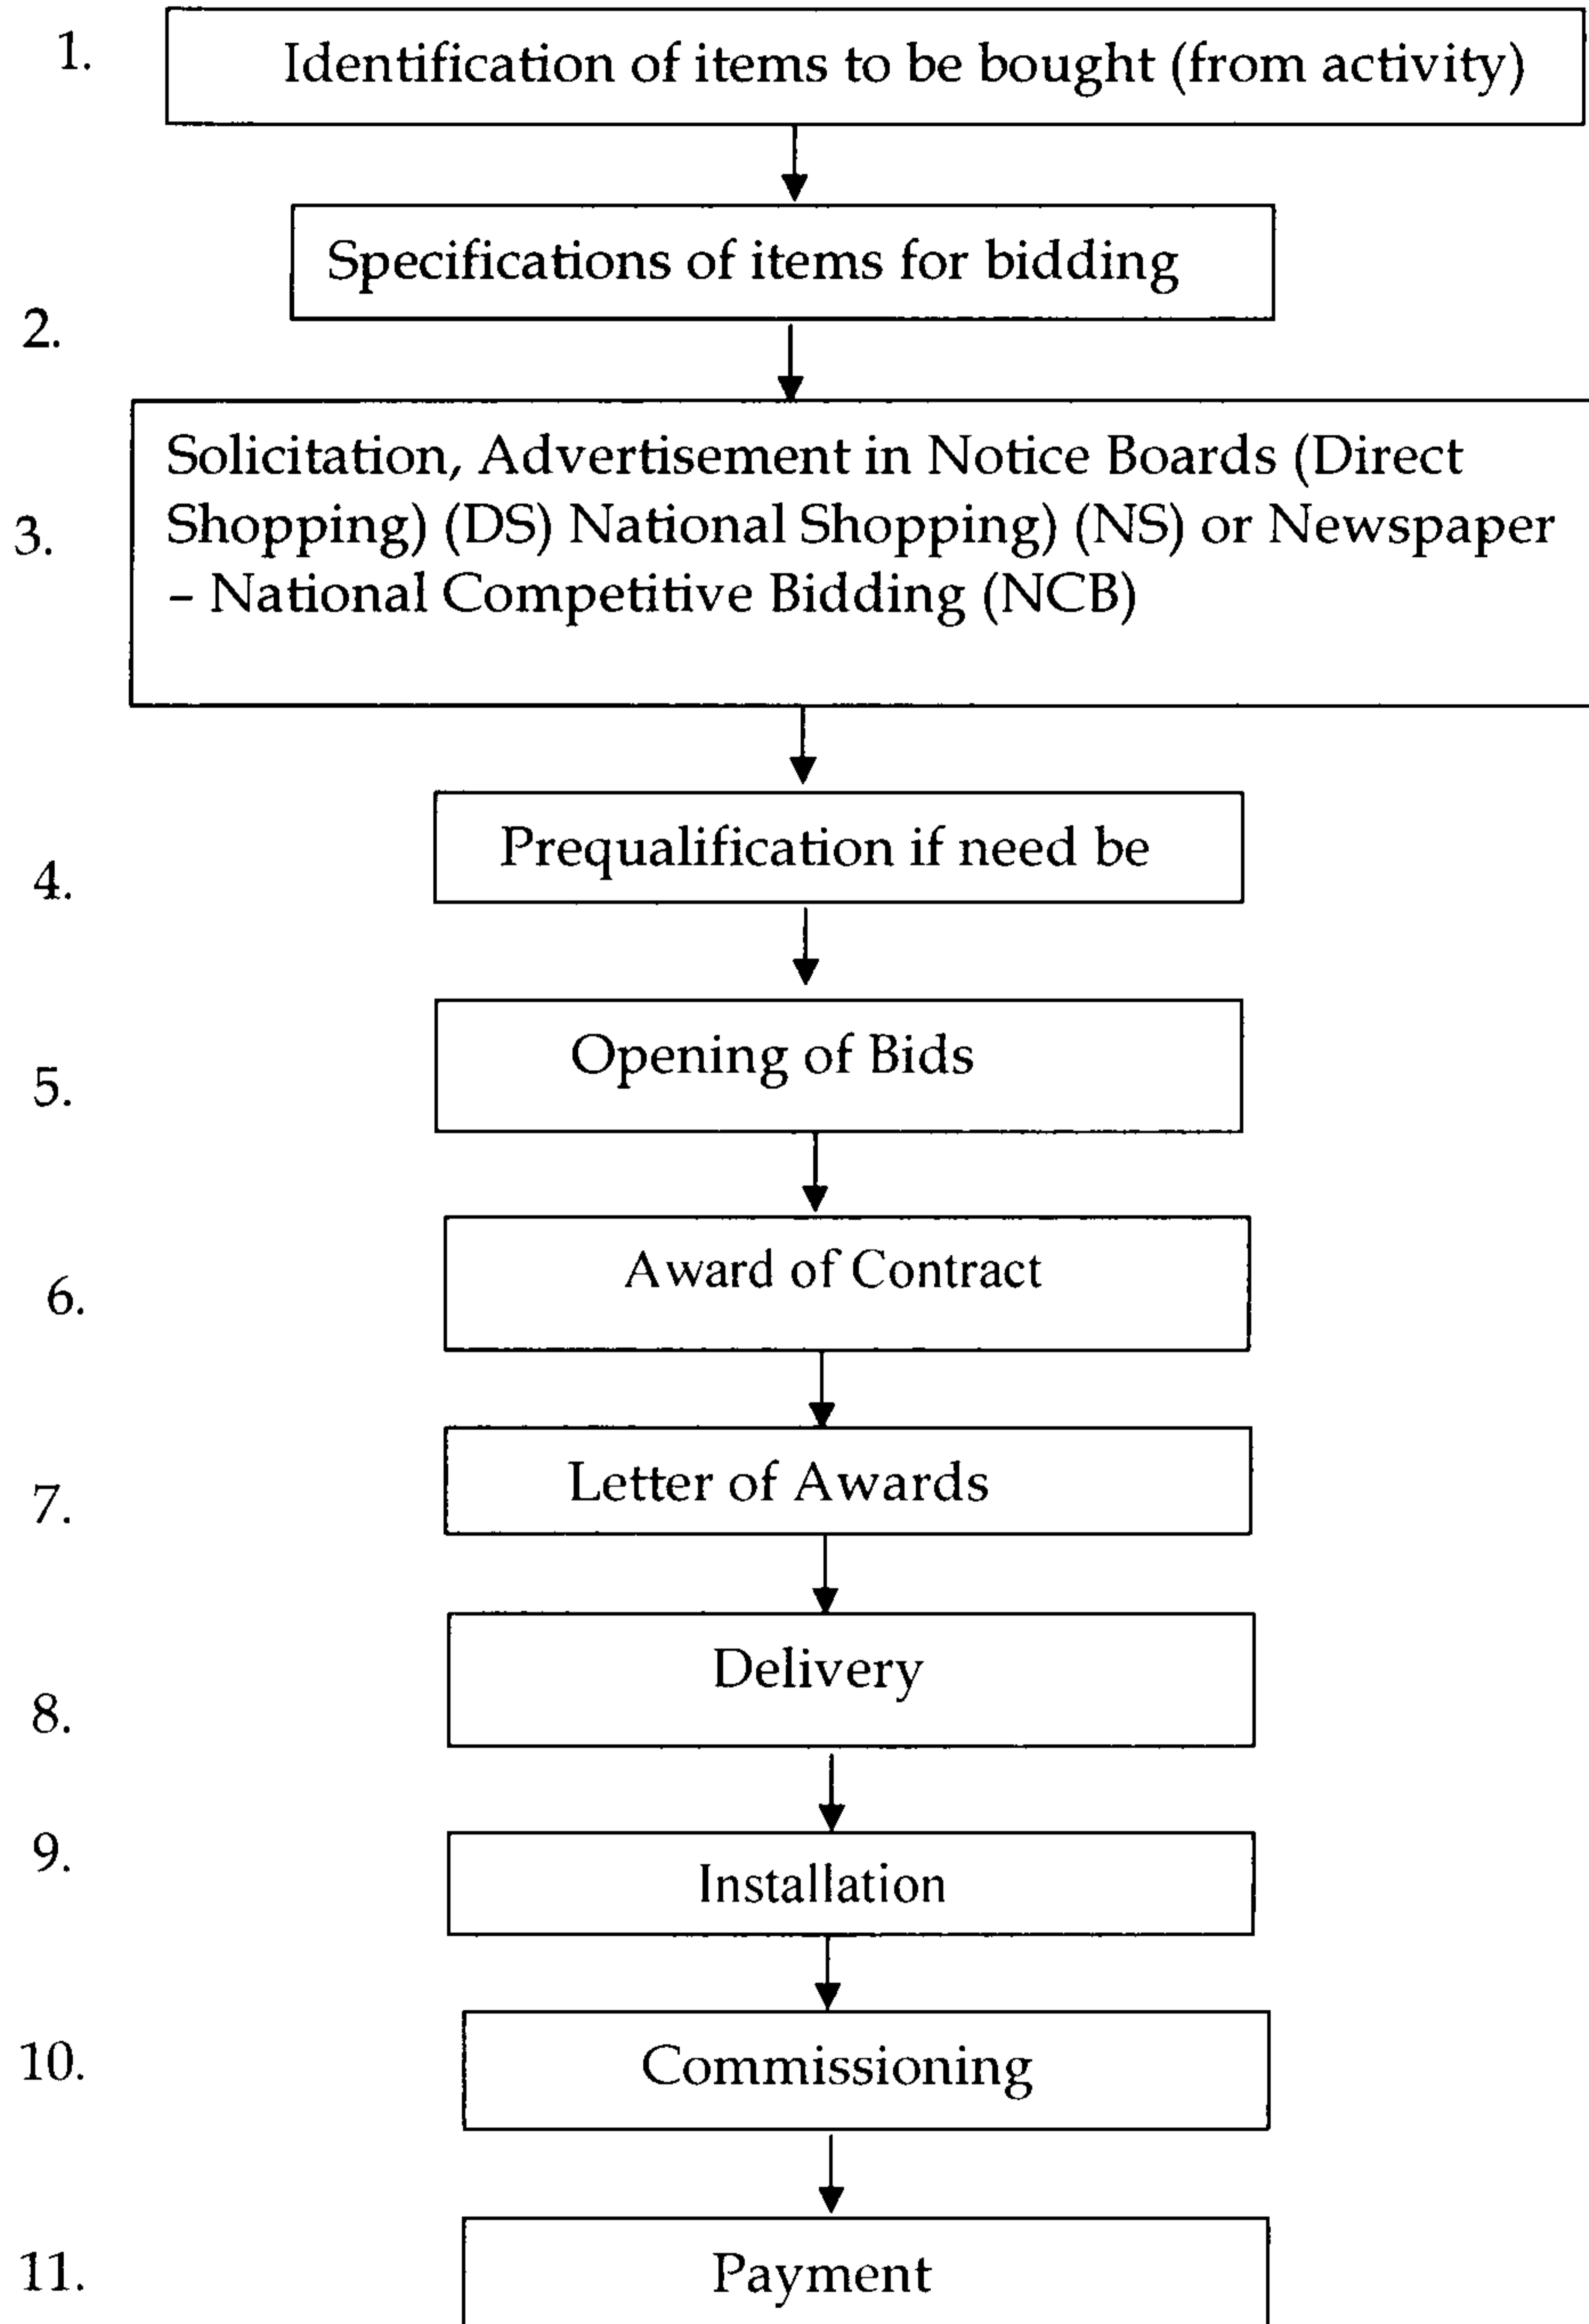 1.
Identification of items to be bought (from activity)
Specifications of items for bidding
2.
Solicitation, Advertisement in Notice Boards (Direct
3.
Shopping) (DS) National Shopping) (NS) or Newspaper
– National Competitive Bidding (NCB)
Prequalification if need be
4.
Opening of Bids
5.
Award of Contract
6.
Letter of Awards
7.
Delivery
8.
9.
Installation
10.
Commissioning
11.
Payment